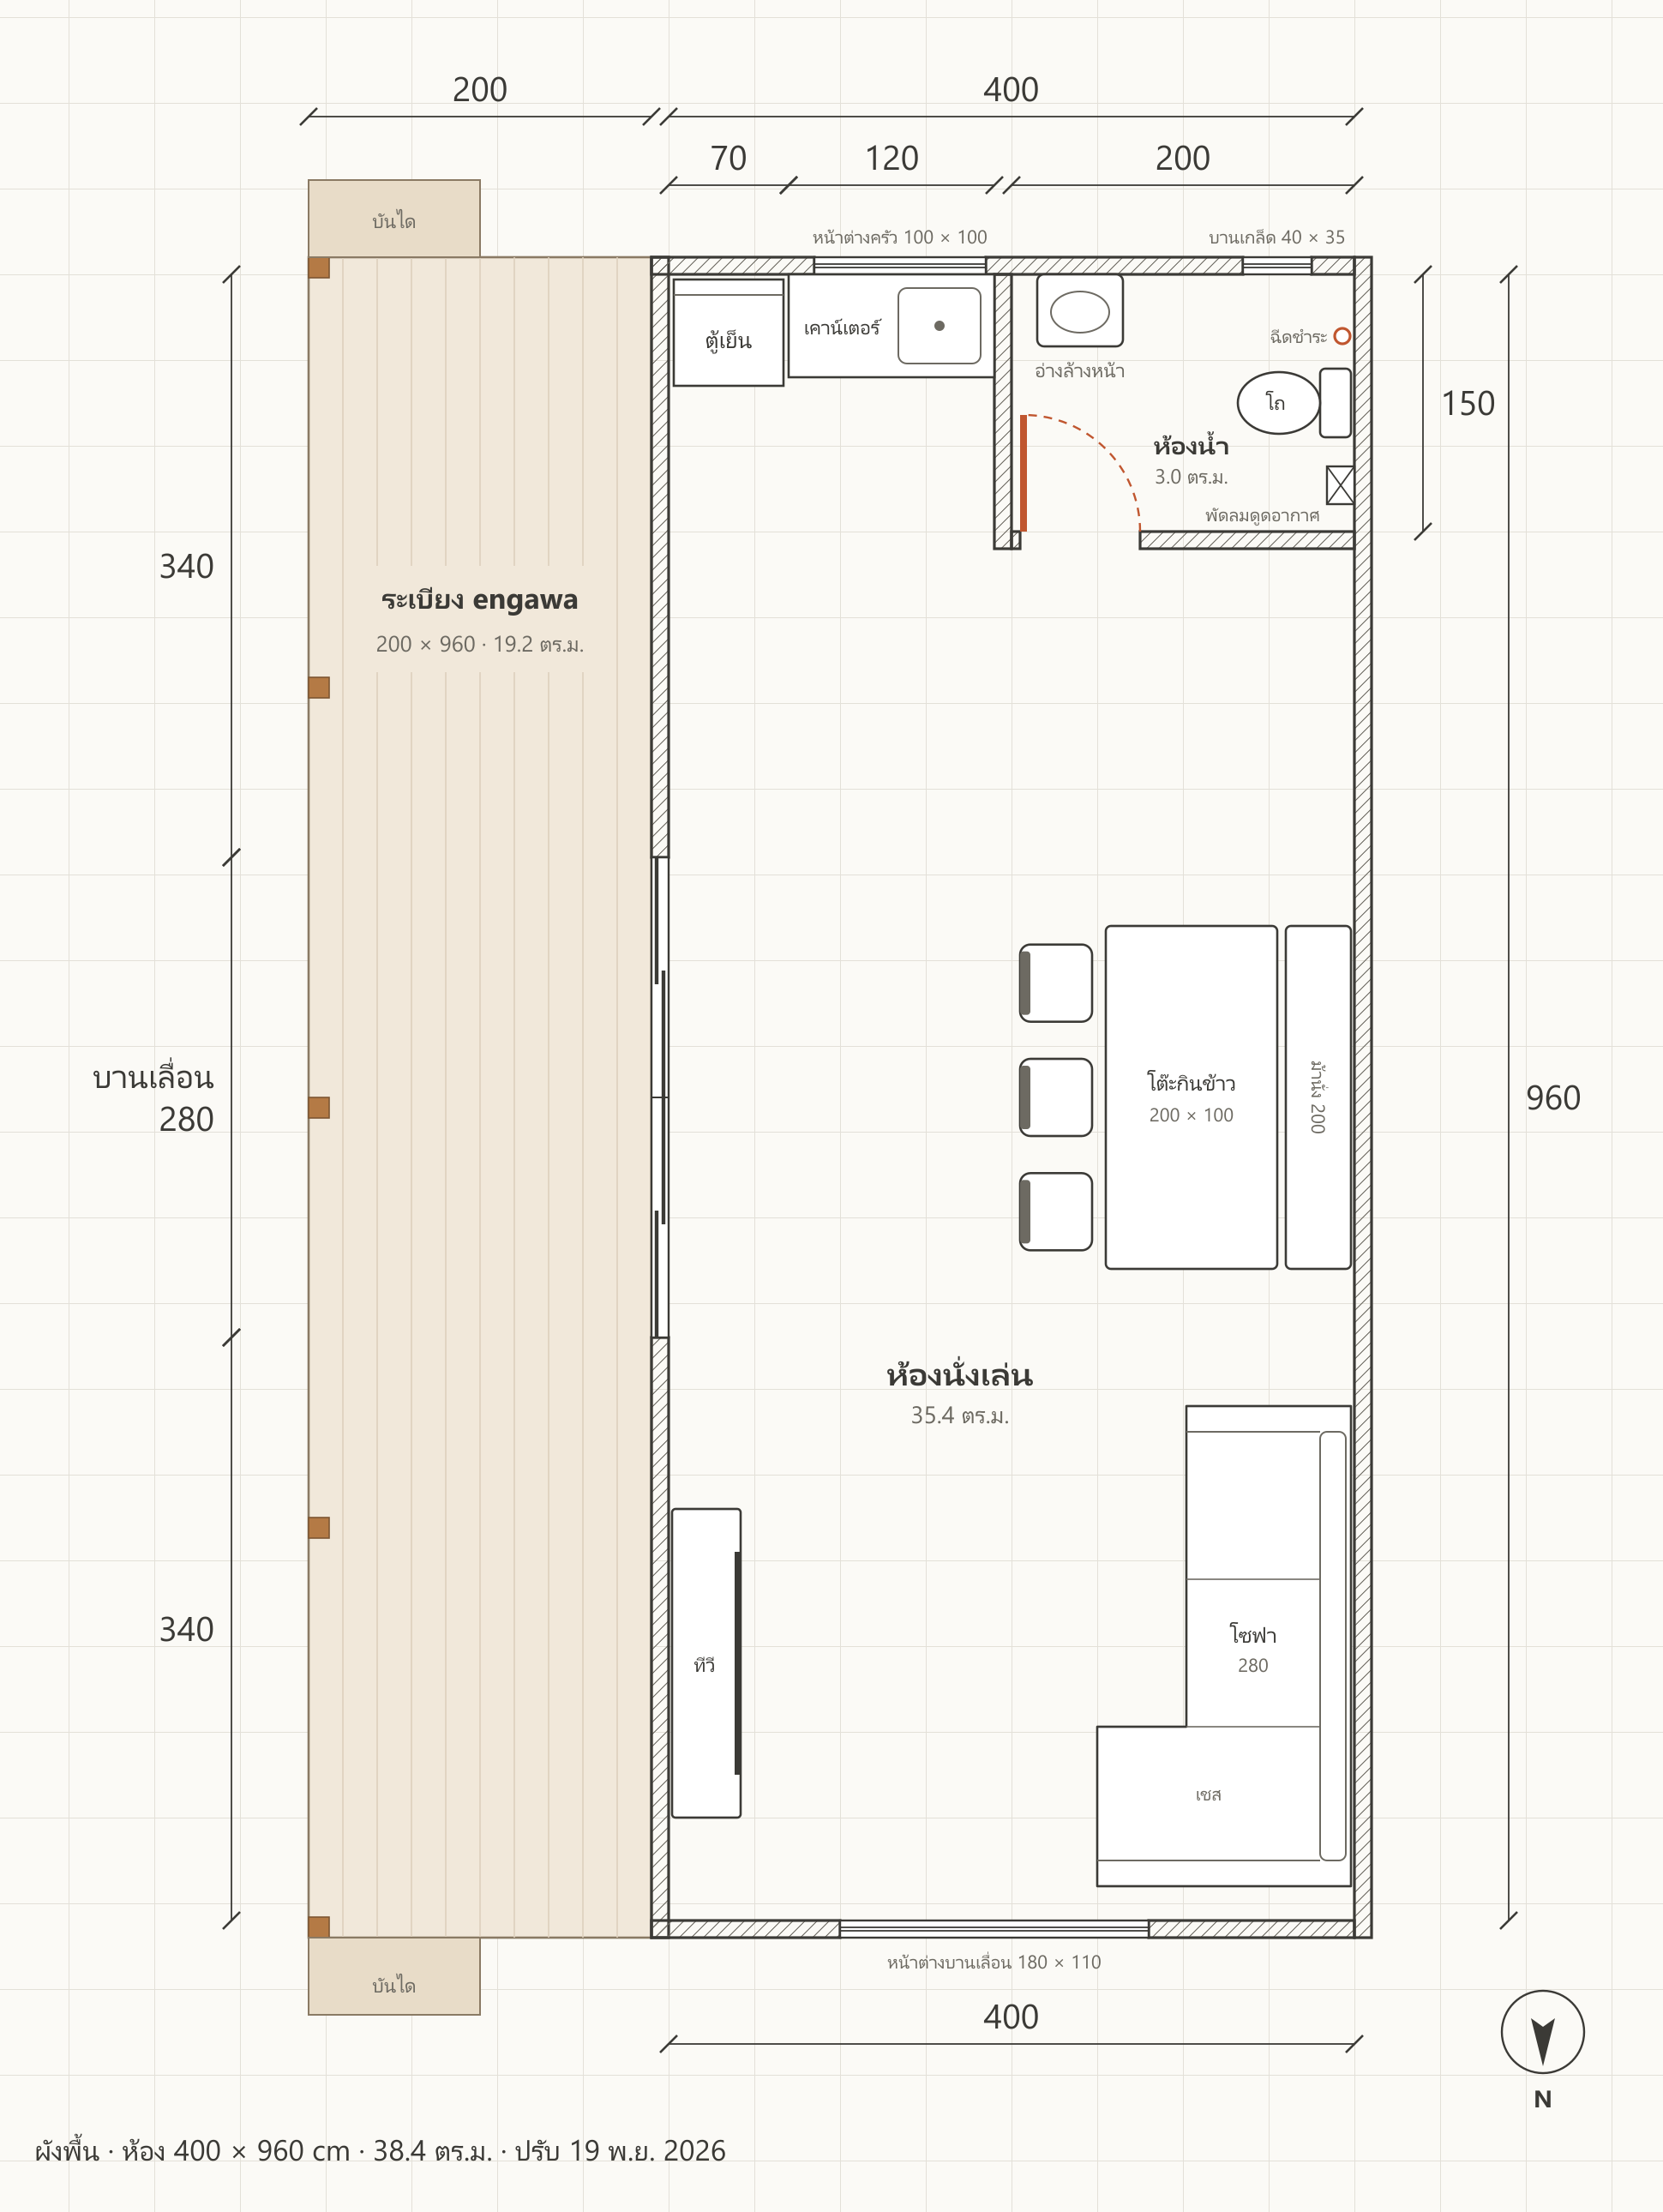 200
400
70
120
200
บันได
หน้าต่างครัว 100 × 100
บานเกล็ด 40 × 35
ตู้เย็น
เคาน์เตอร์
ฉีดชำระ
อ่างล้างหน้า
โถ
150
ห้องน้ำ
3.0 ตร.ม.
พัดลมดูดอากาศ
340
ระเบียง engawa
200 × 960 · 19.2 ตร.ม.
บานเลื่อน
280
โต๊ะกินข้าว
200 × 100
ม้านั่ง 200
960
ห้องนั่งเล่น
35.4 ตร.ม.
340
ทีวี
โซฟา
280
เชส
บันได
หน้าต่างบานเลื่อน 180 × 110
400
N
ผังพื้น · ห้อง 400 × 960 cm · 38.4 ตร.ม. · ปรับ 19 พ.ย. 2026